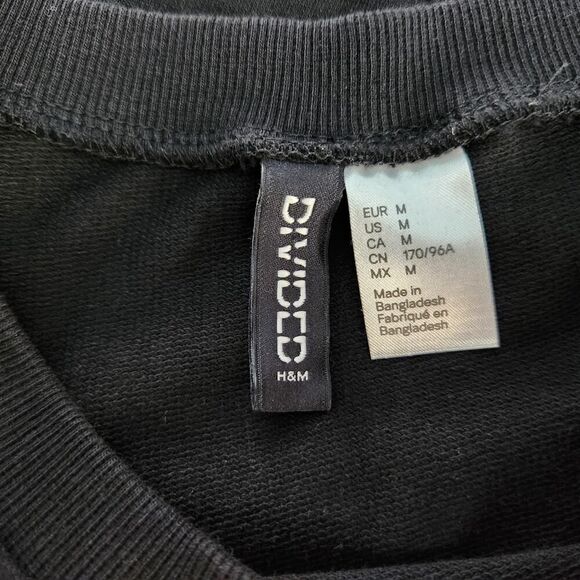 DIVIDED
H&M
EUR M
US M
CA M
CN 170/96A
MX M
Made in
Bangladesh
Fabriqué en
Bangladesh